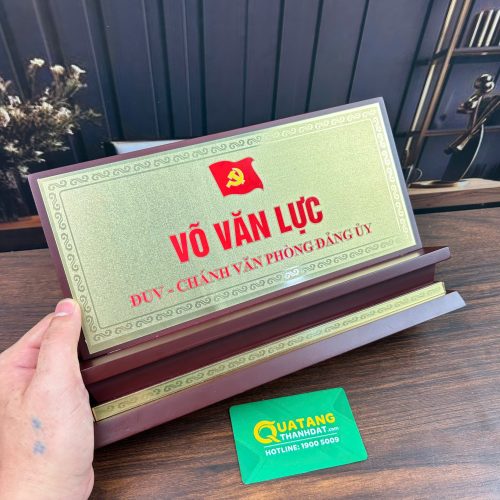 VÕ VĂN LỰC
ĐUV - CHÁNH VĂN PHÒNG ĐẢNG ỦY
QUATANG
THANHDAT.com
HOTLINE: 1900 5009